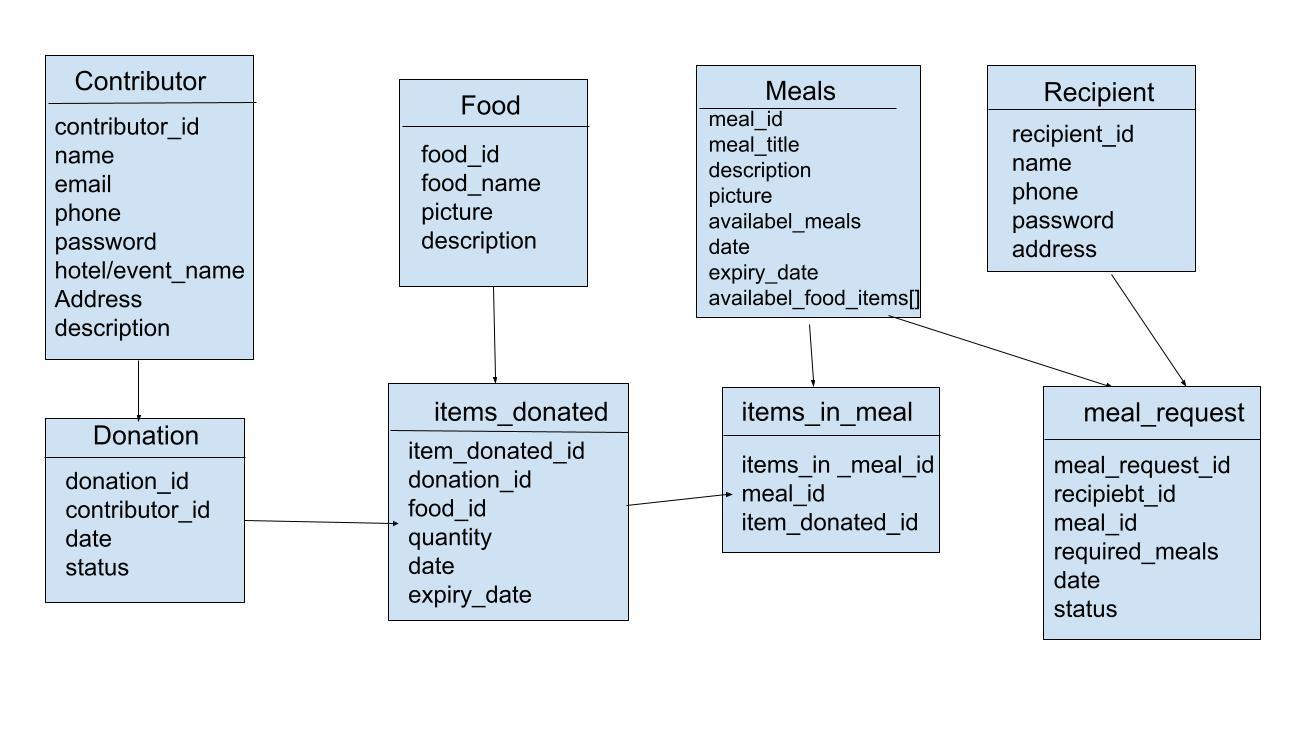 Contributor
contributor_id
name
email
phone
password
hotel/event_name
Address
description
Food
food_id
food_name
picture
description
Meals
meal_id
meal_title
description
picture
availabel_meals
date
expiry_date
availabel_food_items[]
Recipient
recipient_id
name
phone
password
address
Donation
donation_id
contributor_id
date
status
items_donated
item_donated_id
donation_id
food_id
quantity
date
expiry_date
items_in_meal
items_in _meal_id
meal_id
item_donated_id
meal_request
meal_request_id
recipiebt_id
meal_id
required_meals
date
status